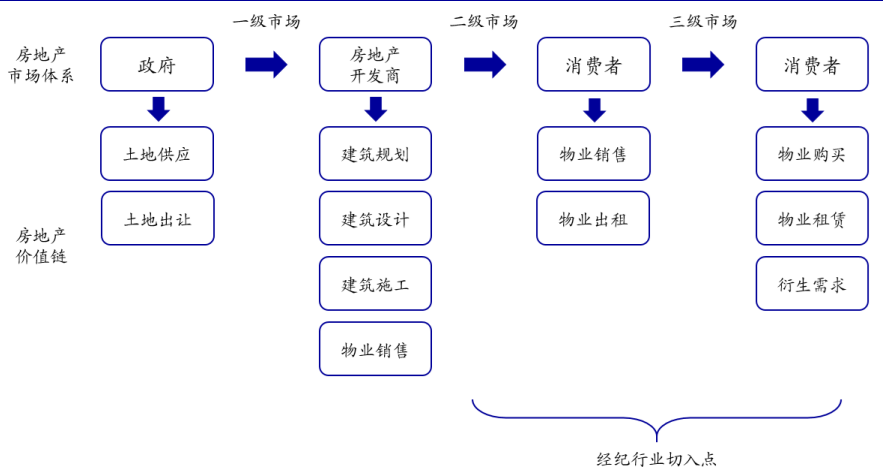 一级市场
二级市场
三级市场
房地产
市场体系
政府
房地产
开发商
消费者
消费者
土地供应
建筑规划
物业销售
物业购买
土地出让
建筑设计
物业出租
物业租赁
房地产
价值链
建筑施工
衍生需求
物业销售
经纪行业切入点